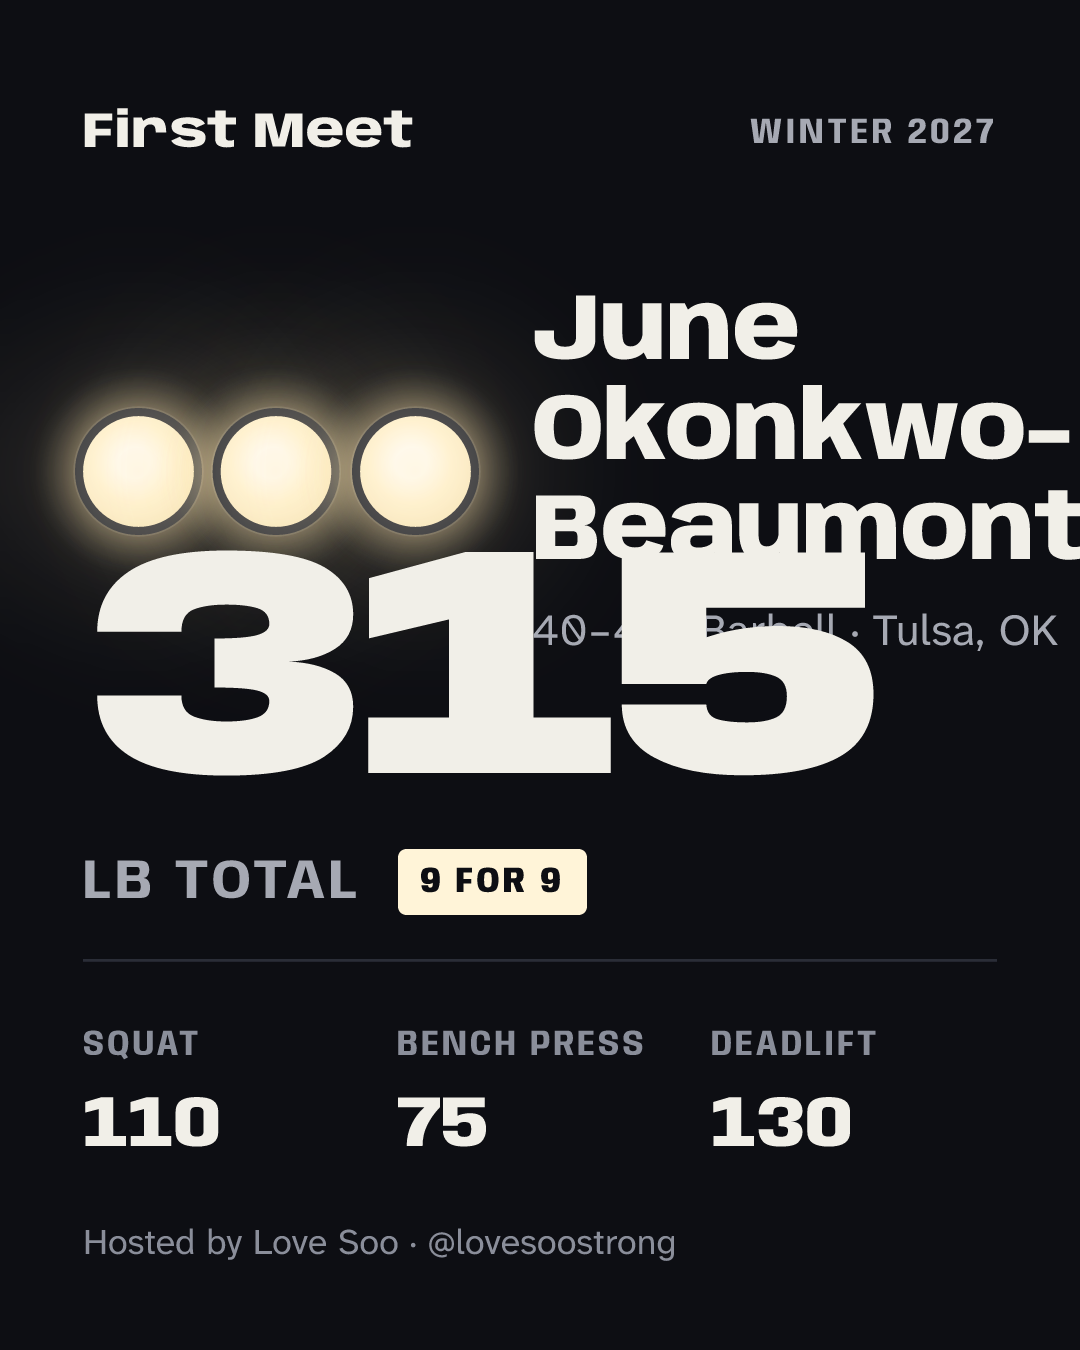 First Meet
WINTER 2027
June
Okonkwo-
Beaumont
Barbell · Tulsa, OK
315
LB TOTAL
9 FOR 9
SQUAT
BENCH PRESS
DEADLIFT
110
75
130
Hosted by Love Soo · @lovesoostrong